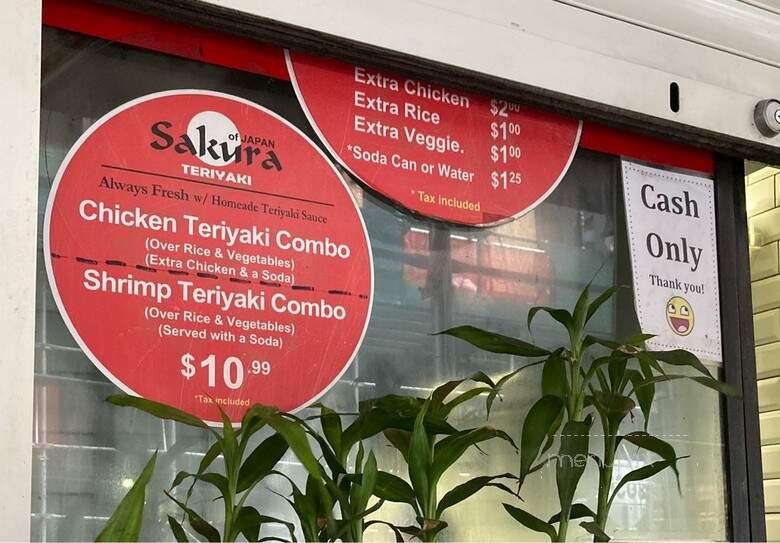 Sakura
of JAPAN
TERIYAKI
Always Fresh w/ Homeade Teriyaki Sauce
Chicken Teriyaki Combo
(Over Rice & Vegetables)
(Extra Chicken & a Soda)
Shrimp Teriyaki Combo
(Over Rice & Vegetables)
(Served with a Soda)
$10.99
*Tax included
Extra Chicken $2.00
Extra Rice $1.00
Extra Veggie. $1.00
*Soda Can or Water $1.25
* Tax included
Cash
Only
Thank you!
menu